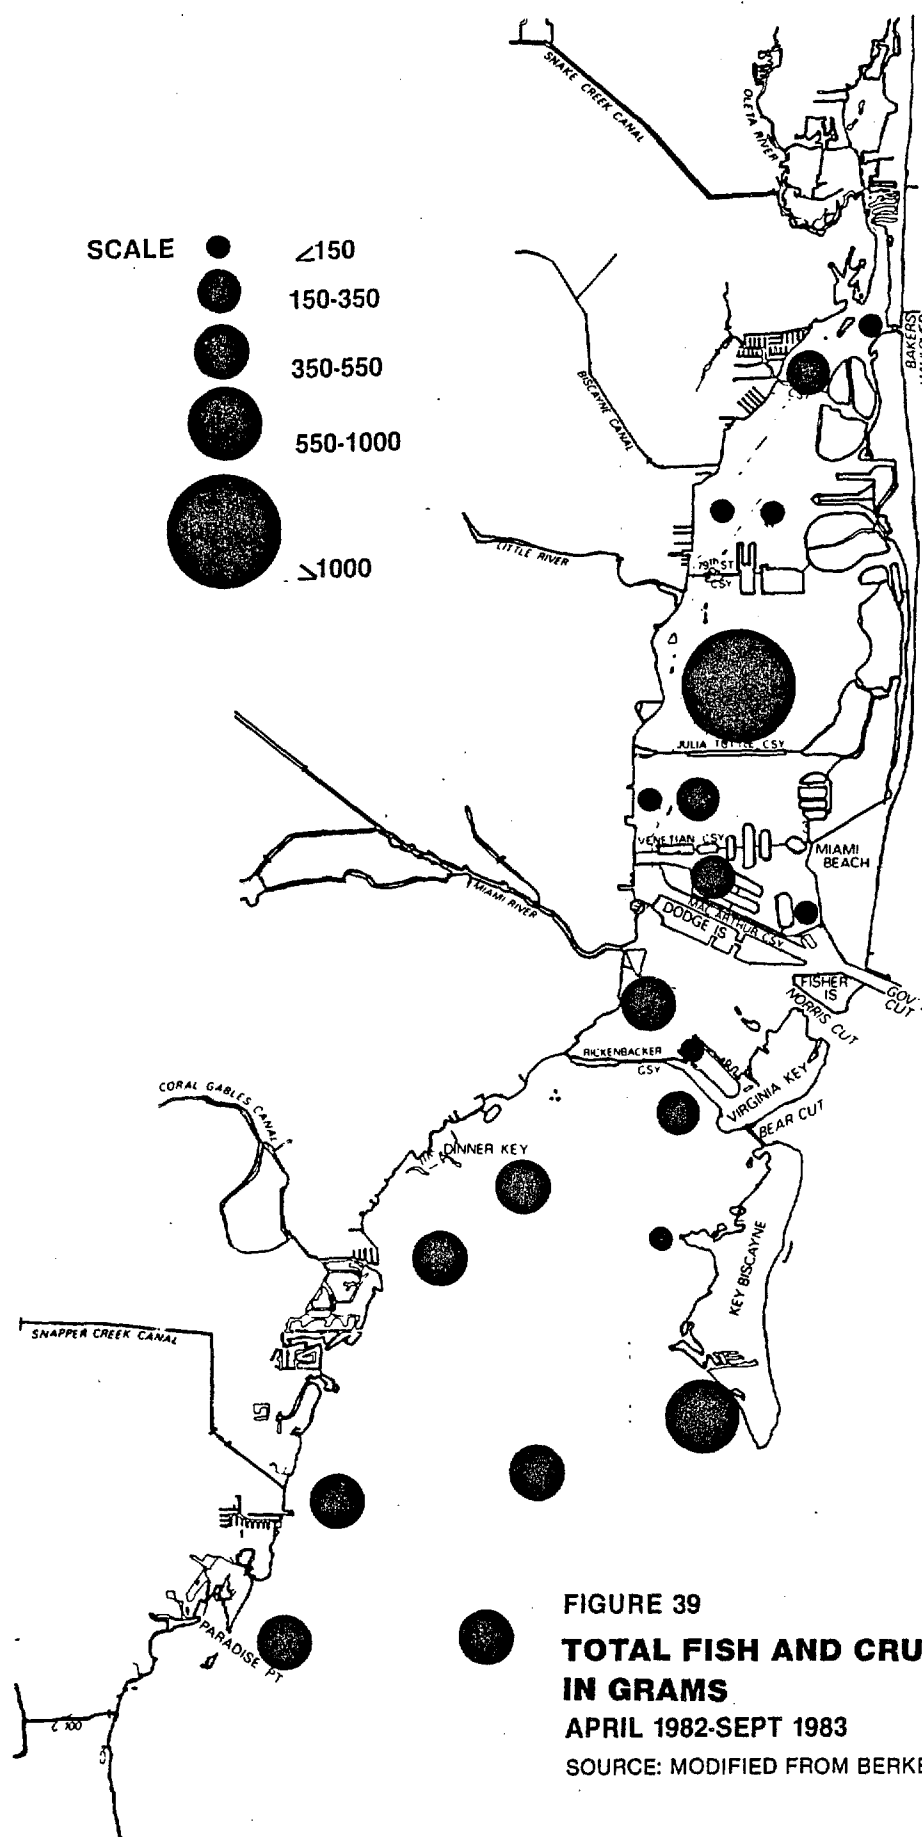 SNAKE CREEK CANAL
OLETA RIVER
SCALE
<150
150-350
350-550
550-1000
>1000
BAKERS
CSY
BISCAYNE CANAL
LITTLE RIVER
79th ST
CSY
JULIA TUTTLE CSY
VENETIAN CSY
MIAMI
BEACH
MIAMI RIVER
MAC ARTHUR CSY
DODGE IS
FISHER
IS
GOV'
CUT
NORRIS CUT
RICKENBACKER
CSY
VIRGINIA KEY
BEAR CUT
CORAL GABLES CANAL
DINNER KEY
KEY BISCAYNE
SNAPPER CREEK CANAL
PARADISE PT
C 100
FIGURE 39
TOTAL FISH AND CRU
IN GRAMS
APRIL 1982-SEPT 1983
SOURCE: MODIFIED FROM BERKE